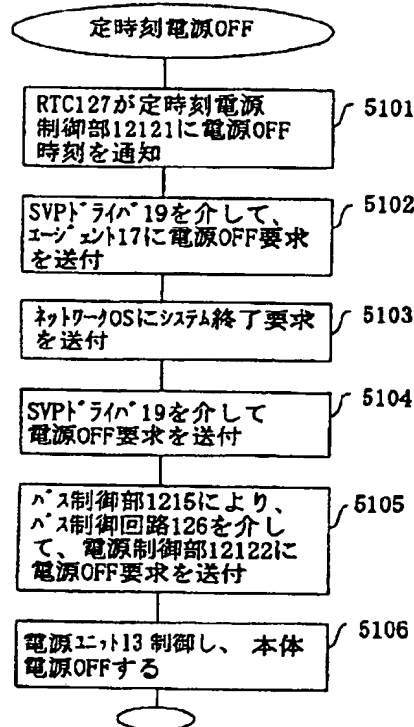 定時刻電源OFF
RTC127が定時刻電源
制御部12121に電源OFF
時刻を通知
5101
SVPドライバ19を介して、
エージェント17に電源OFF要求
を送付
5102
ネットワークOSにシステム終了要求
を送付
5103
SVPドライバ19を介して
電源OFF要求を送付
5104
バス制御部1215により、
バス制御回路126を介し
て、電源制御部12122に
電源OFF要求を送付
5105
電源ユニット13制御し、本体
電源OFFする
5106